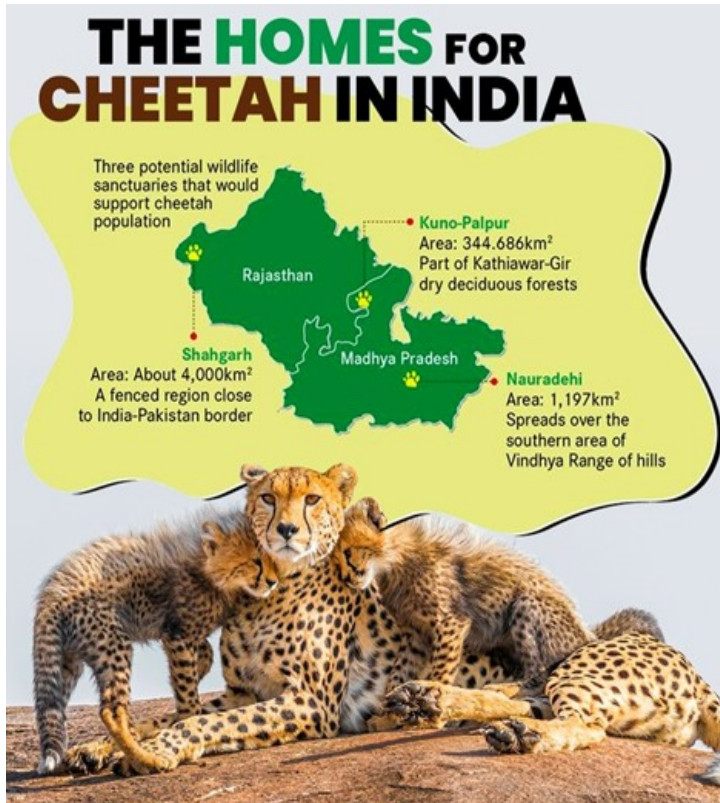 THE HOMES FOR
CHEETAH IN INDIA
Three potential wildlife
sanctuaries that would
support cheetah
population
Kuno-Palpur
Area: 344.686km²
Part of Kathiawar-Gir
dry deciduous forests
Rajasthan
Shahgarh
Area: About 4,000km²
A fenced region close
to India-Pakistan border
Madhya Pradesh
Nauradehi
Area: 1,197km²
Spreads over the
southern area of
Vindhya Range of hills